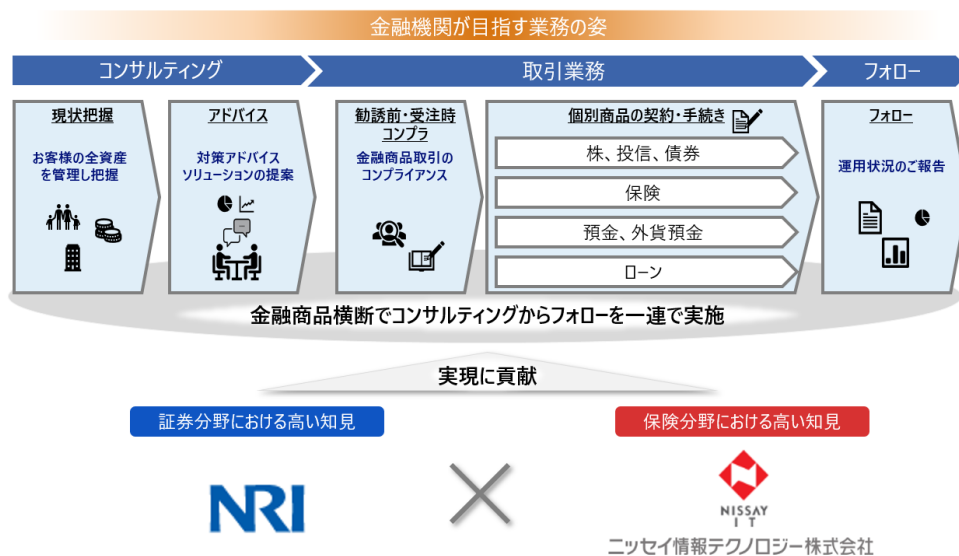 金融機関が目指す業務の姿
コンサルティング
取引業務
フォロー
現状把握
お客様の全資産
を管理し把握
アドバイス
対策アドバイス
ソリューションの提案
勧誘前・受注時
コンプラ
金融商品取引の
コンプライアンス
個別商品の契約・手続き
株、投信、債券
保険
預金、外貨預金
ローン
フォロー
運用状況のご報告
金融商品横断でコンサルティングからフォローを一連で実施
実現に貢献
証券分野における高い知見
保険分野における高い知見
NRI
NISSAY
IT
ニッセイ情報テクノロジー株式会社